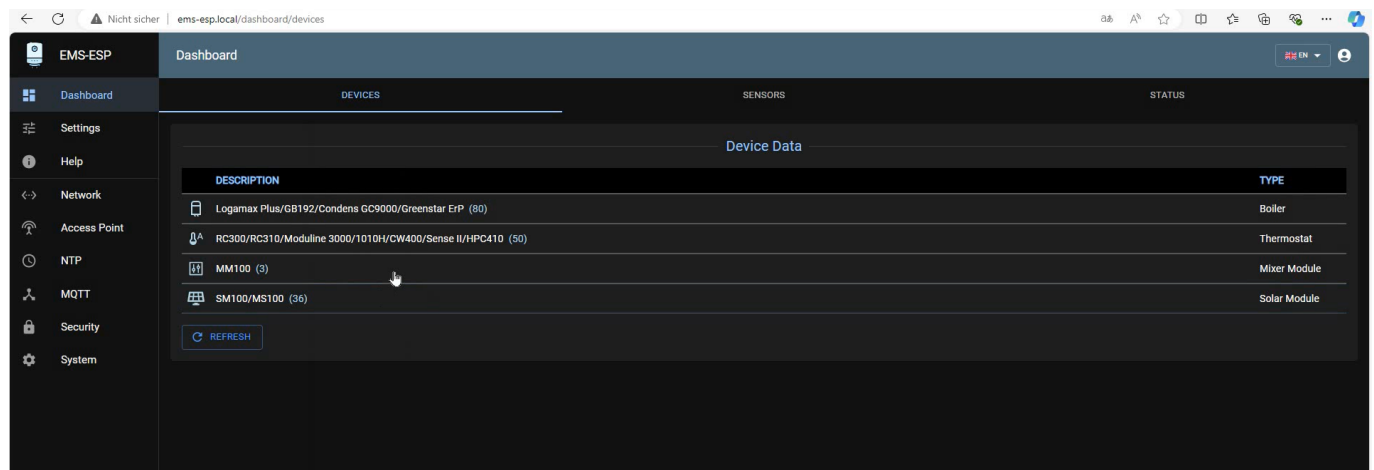 Nicht sicher | ems-esp.local/dashboard/devices
EMS-ESP
Dashboard
EN
Dashboard
Settings
Help
Network
Access Point
NTP
MQTT
Security
System
DEVICES SENSORS STATUS
Device Data
DESCRIPTION TYPE
Logamax Plus/GB192/Condens GC9000/Greenstar ErP (80) Boiler
RC300/RC310/Moduline 3000/1010H/CW400/Sense II/HPC410 (50) Thermostat
MM100 (3) Mixer Module
SM100/MS100 (36) Solar Module
REFRESH